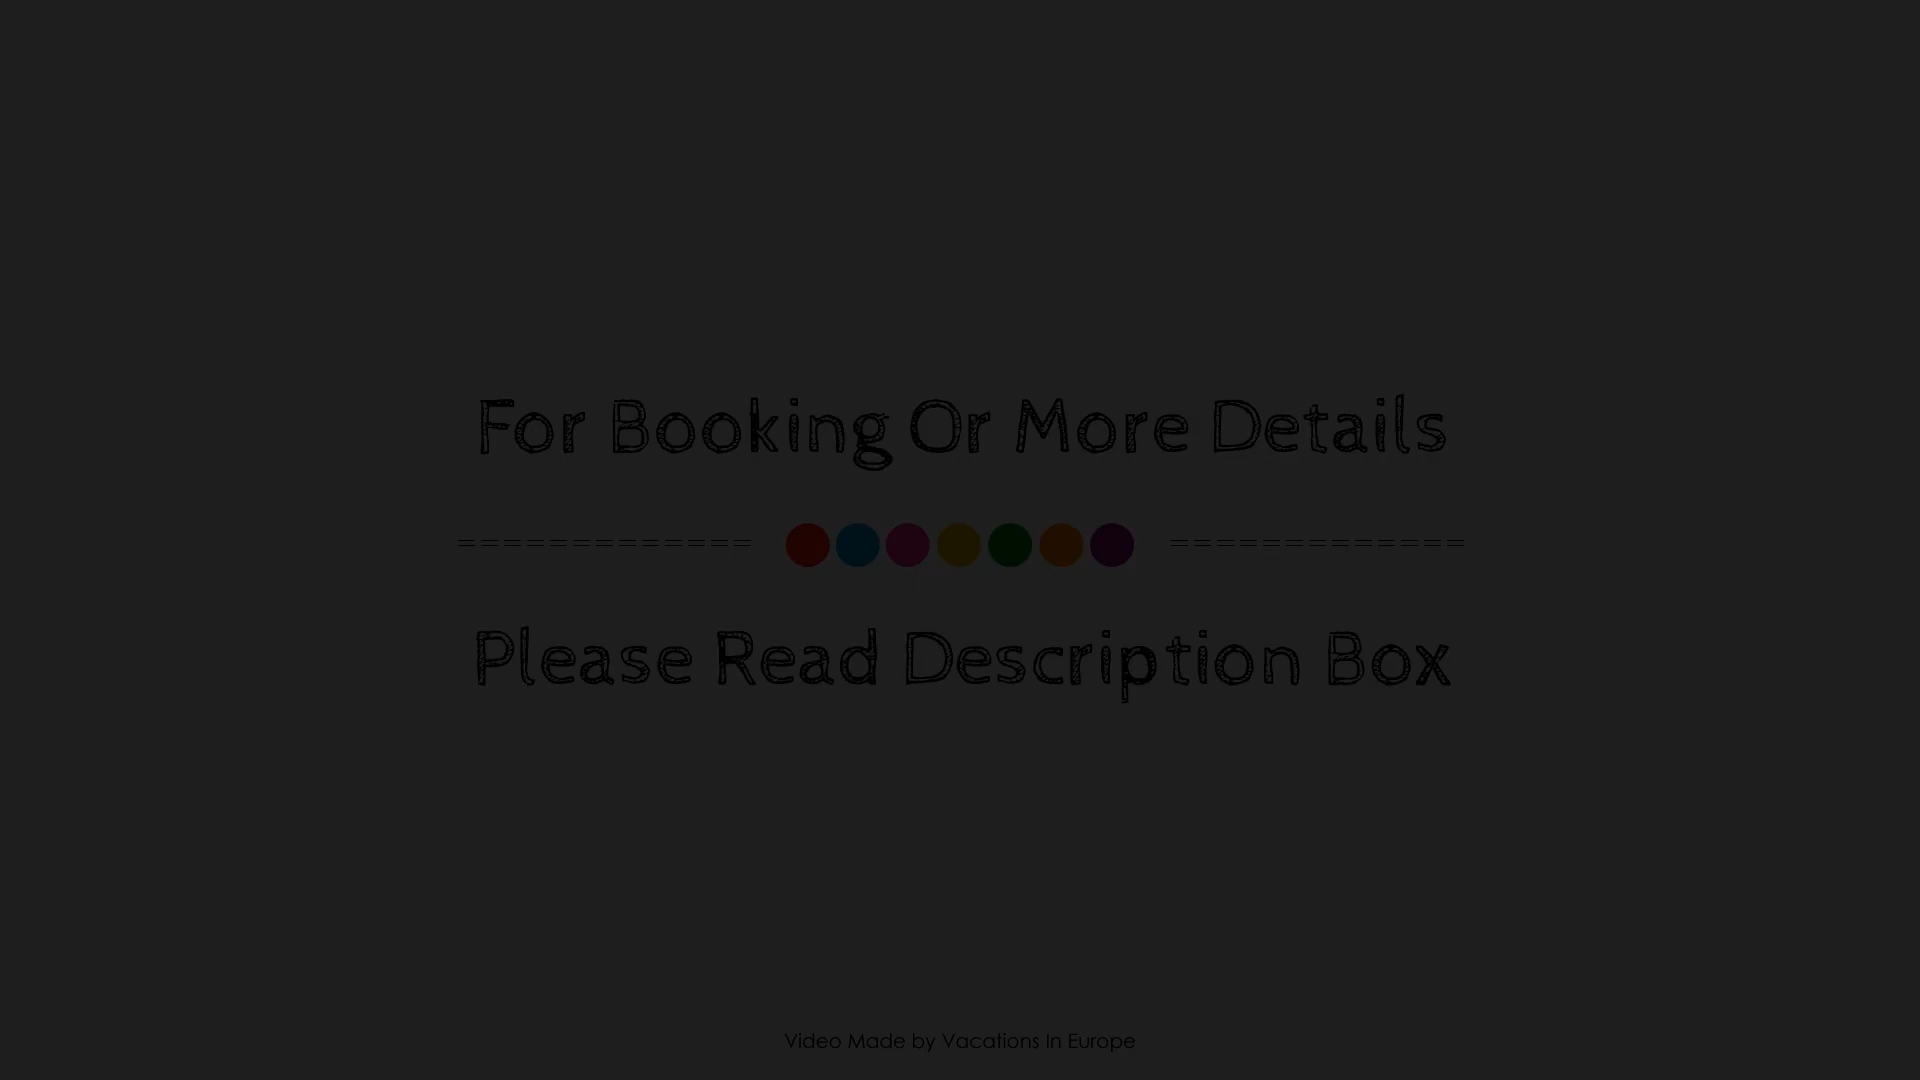 For Booking Or More Details
============= =============
Please Read Description Box
Video Made by Vacations In Europe